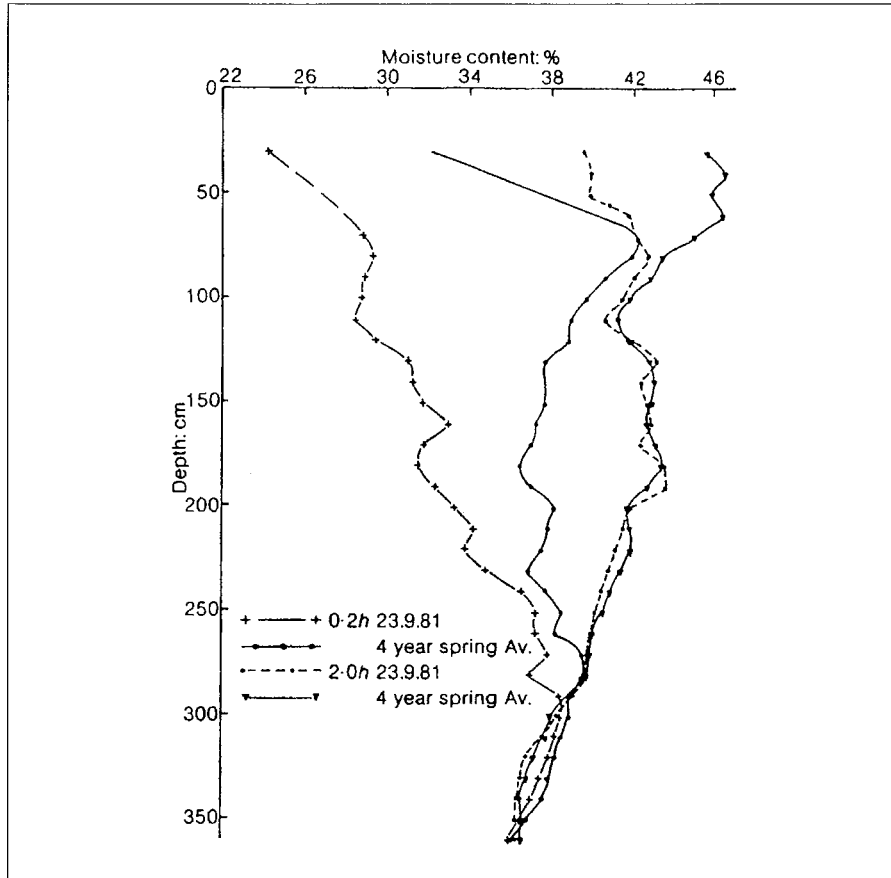 Moisture content: %
22 26 30 34 38 42 46
0
50
100
150
200
250
300
350
Depth: cm
0·2h 23.9.81
4 year spring Av.
2·0h 23.9.81
4 year spring Av.